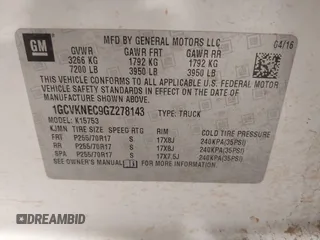 GM
MFD BY GENERAL MOTORS LLC
04/16
GVWR GAWR FRT GAWR RR
3266 KG 1792 KG 1792 KG
7200 LB 3950 LB 3950 LB
THIS VEHICLE CONFORMS TO ALL APPLICABLE U.S. FEDERAL MOTOR
VEHICLE SAFETY STANDARDS IN EFFECT ON THE DATE OF
MANUFACTURE SHOWN ABOVE.
1GCVKNEC9GZ278143 TYPE: TRUCK
MODEL: K15753
KJMN TIRE SIZE SPEED RTG RIM COLD TIRE PRESSURE
FRT P255/70R17 S 17X8J 240KPA(35PSI)
RR P255/70R17 S 17X8J 240KPA(35PSI)
SPA P255/70R17 S 17X7.5J 240KPA(35PSI)
SEE OWNER'S MANUAL
DREAMBID